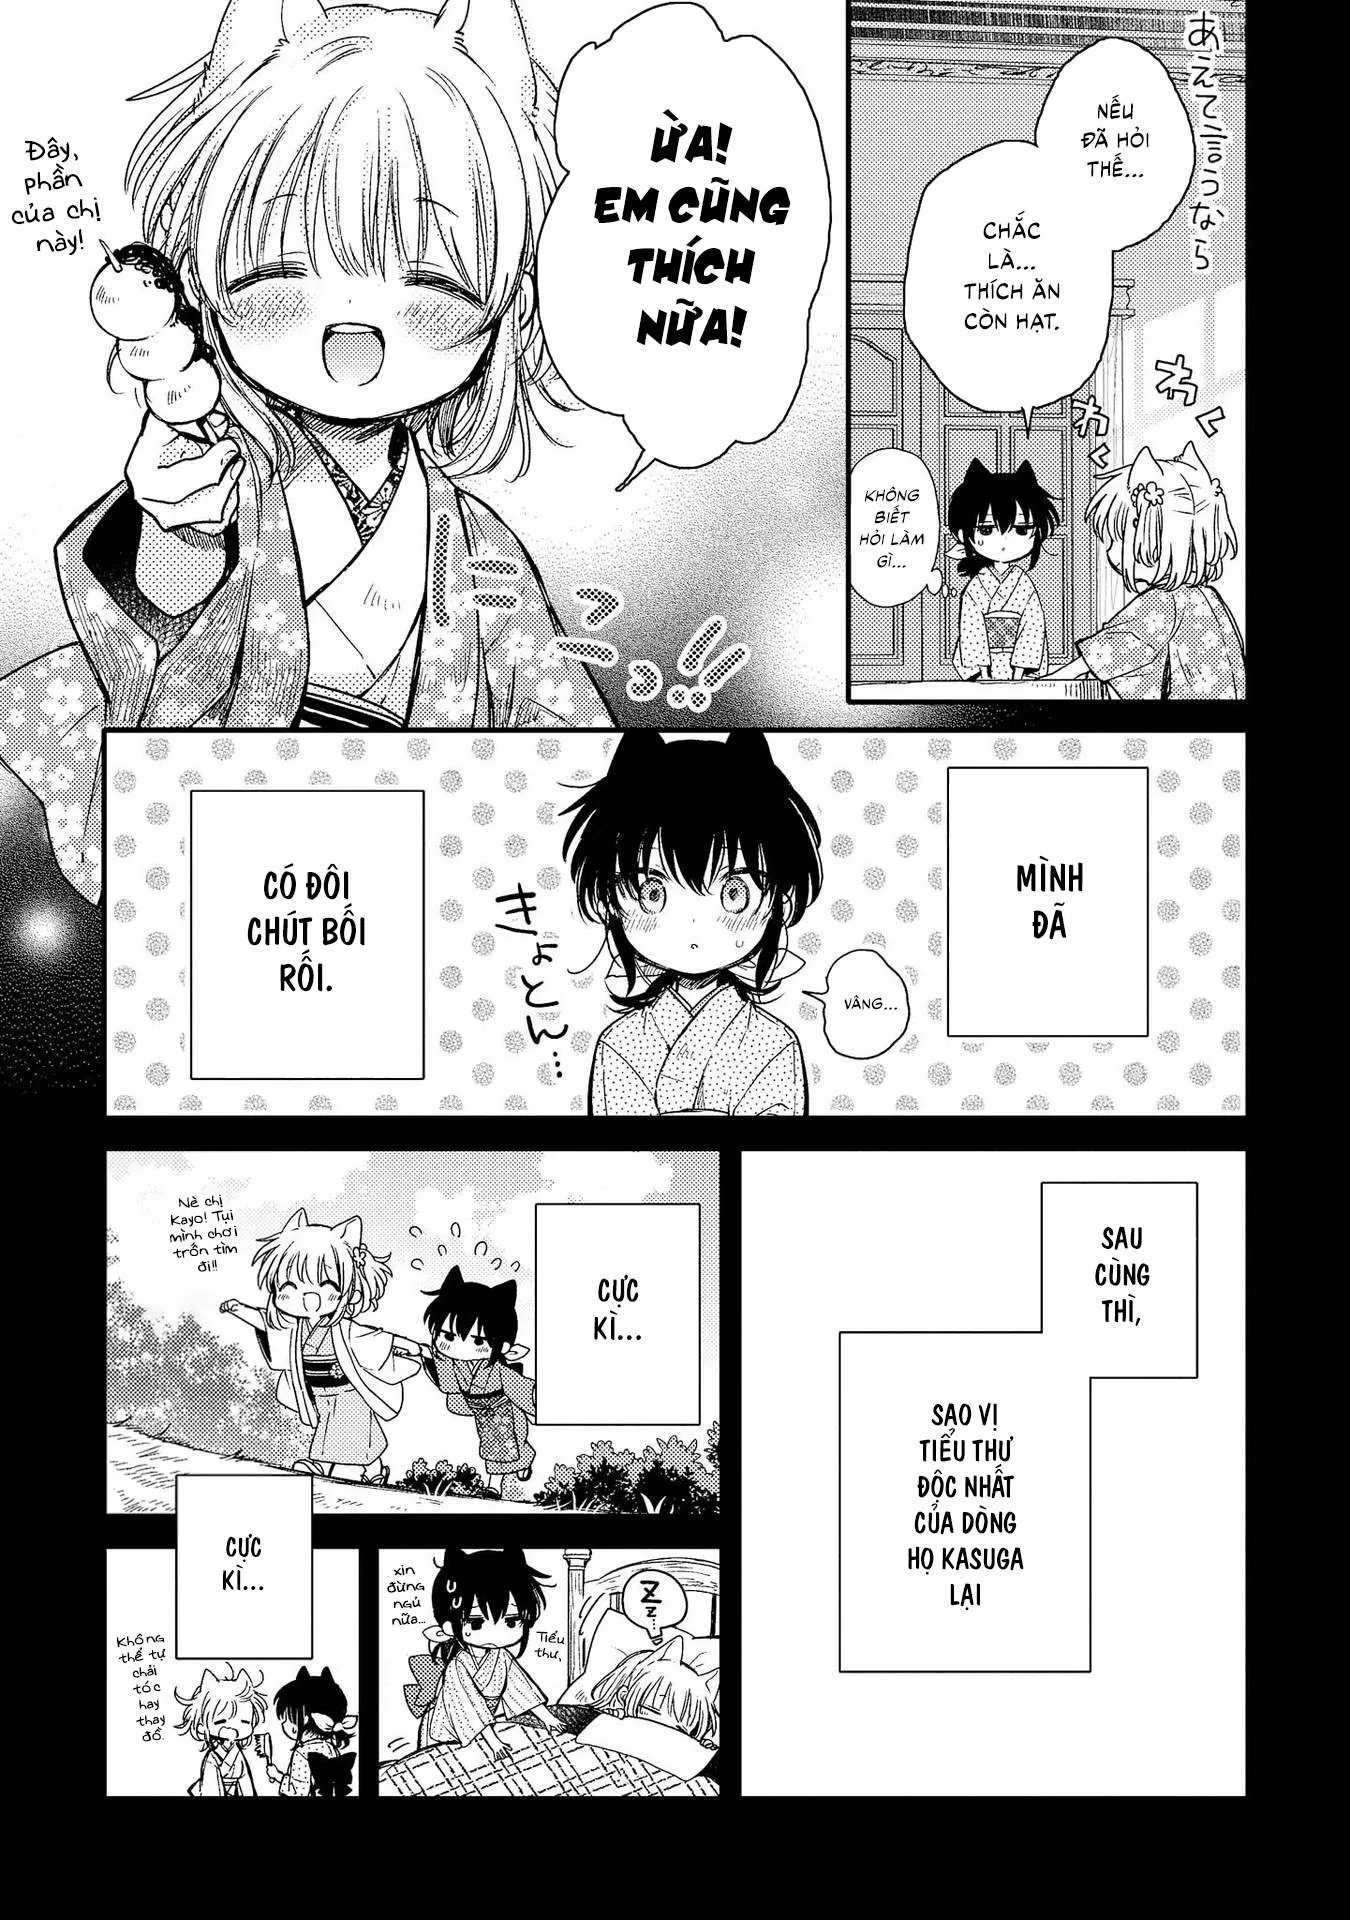 あえて言うなら
NẾU
ĐÃ HỎI
THẾ...
CHẮC
LÀ...
THÍCH ĂN
CÒN HẠT.
わく
わく
KHÔNG
BIẾT
HỎI LÀM
GÌ...
ỪA!
EM CŨNG
THÍCH
NỮA!
Đây,
phần
của chị
này!
MÌNH
ĐÃ
VÂNG...
きょとん...
CÓ ĐÔI
CHÚT BỐI
RỐI.
SAU
CÙNG
THÌ,
SAO VỊ
TIỂU THƯ
ĐỘC NHẤT
CỦA DÒNG
HỌ KASUGA
LẠI
CỰC
KÌ...
Nè chị
Kayo! Tụi
mình chơi
trốn tìm
đi!!
Z
z..
Tiểu
thư,
xin
đừng
ngủ
nữa...
CỰC
KÌ...
Không
thể tự
chải
tóc
hay
thay
đồ.